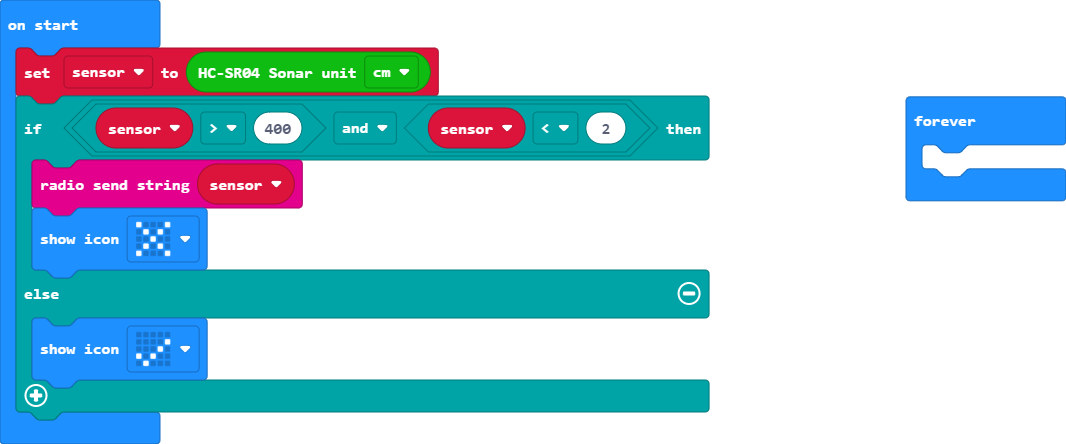 on start
set sensor to HC-SR04 Sonar unit cm
if sensor > 400 and sensor < 2 then
forever
radio send string sensor
show icon
else
show icon